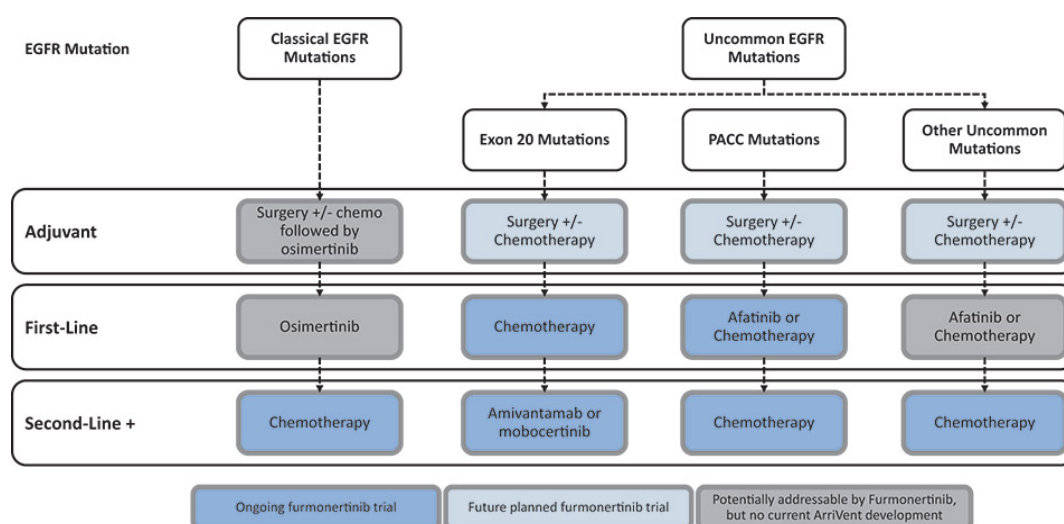 EGFR Mutation
Classical EGFR
Mutations
Uncommon EGFR
Mutations
Exon 20 Mutations
PACC Mutations
Other Uncommon
Mutations
Adjuvant
Surgery +/- chemo
followed by
osimertinib
Surgery +/-
Chemotherapy
Surgery +/-
Chemotherapy
Surgery +/-
Chemotherapy
First-Line
Osimertinib
Chemotherapy
Afatinib or
Chemotherapy
Afatinib or
Chemotherapy
Second-Line +
Chemotherapy
Amivantamab or
mobocertinib
Chemotherapy
Chemotherapy
Ongoing furmonertinib trial
Future planned furmonertinib trial
Potentially addressable by Furmonertinib,
but no current ArriVent development